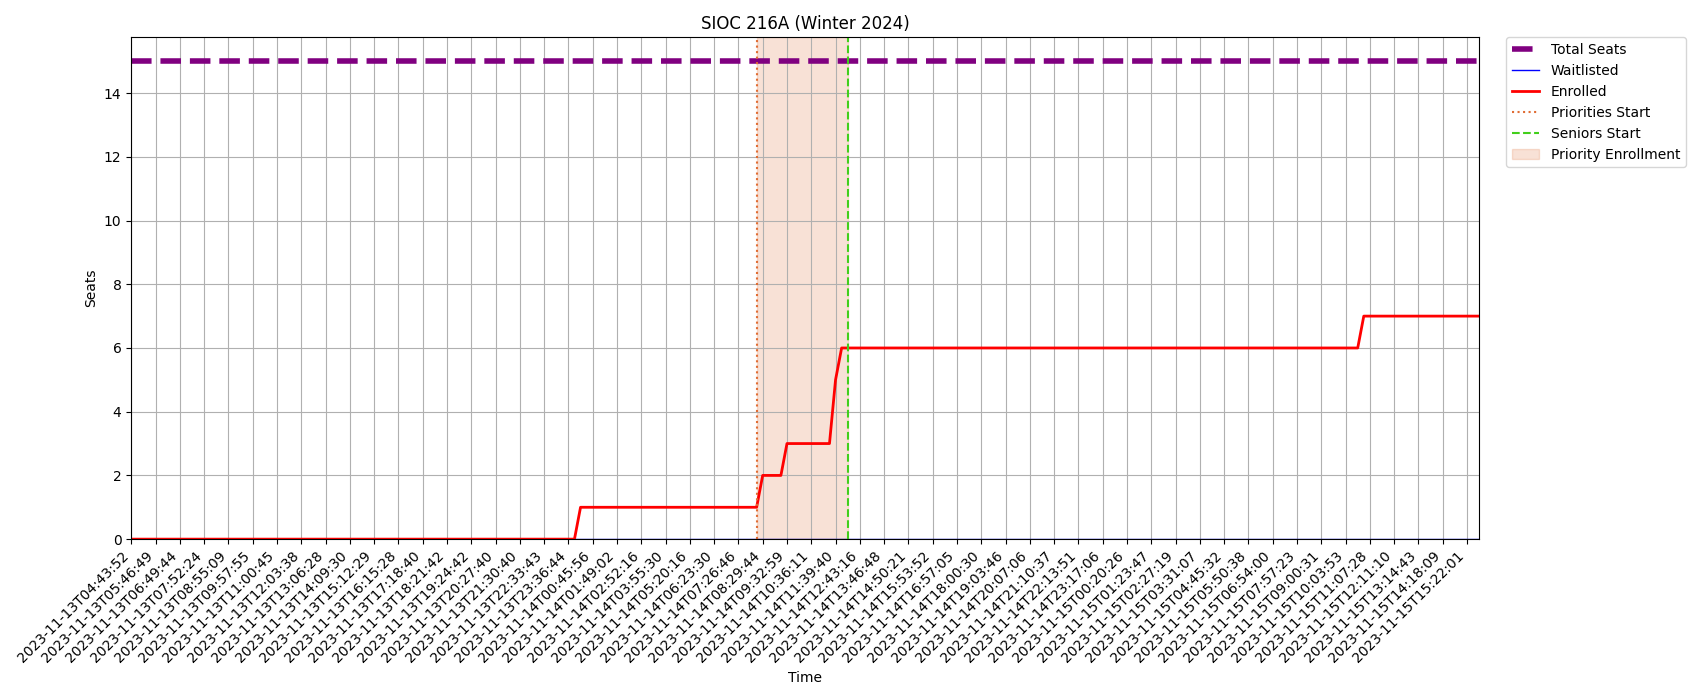 SIOC 216A (Winter 2024)
Total Seats
Waitlisted
Enrolled
Priorities Start
Seniors Start
Priority Enrollment
Seats
14
12
10
8
6
4
2
0
2023-11-13T04:43:52
2023-11-13T05:46:49
2023-11-13T06:49:44
2023-11-13T07:52:24
2023-11-13T08:55:09
2023-11-13T09:57:55
2023-11-13T11:00:45
2023-11-13T12:03:38
2023-11-13T13:06:28
2023-11-13T14:09:30
2023-11-13T15:12:29
2023-11-13T16:15:28
2023-11-13T17:18:40
2023-11-13T18:21:42
2023-11-13T19:24:42
2023-11-13T20:27:40
2023-11-13T21:30:40
2023-11-13T22:33:43
2023-11-13T23:36:44
2023-11-14T00:45:56
2023-11-14T01:49:02
2023-11-14T02:52:16
2023-11-14T03:55:30
2023-11-14T05:20:16
2023-11-14T06:23:30
2023-11-14T07:26:46
2023-11-14T08:29:44
2023-11-14T09:32:59
2023-11-14T10:36:11
2023-11-14T11:39:40
2023-11-14T12:43:16
2023-11-14T13:46:48
2023-11-14T14:50:21
2023-11-14T15:53:52
2023-11-14T16:57:05
2023-11-14T18:00:30
2023-11-14T19:03:46
2023-11-14T20:07:06
2023-11-14T21:10:37
2023-11-14T22:13:51
2023-11-14T23:17:06
2023-11-15T00:20:26
2023-11-15T01:23:47
2023-11-15T02:27:19
2023-11-15T03:31:07
2023-11-15T04:45:32
2023-11-15T05:50:38
2023-11-15T06:54:00
2023-11-15T07:57:23
2023-11-15T09:00:31
2023-11-15T10:03:53
2023-11-15T11:07:28
2023-11-15T12:11:10
2023-11-15T13:14:43
2023-11-15T14:18:09
2023-11-15T15:22:01
Time